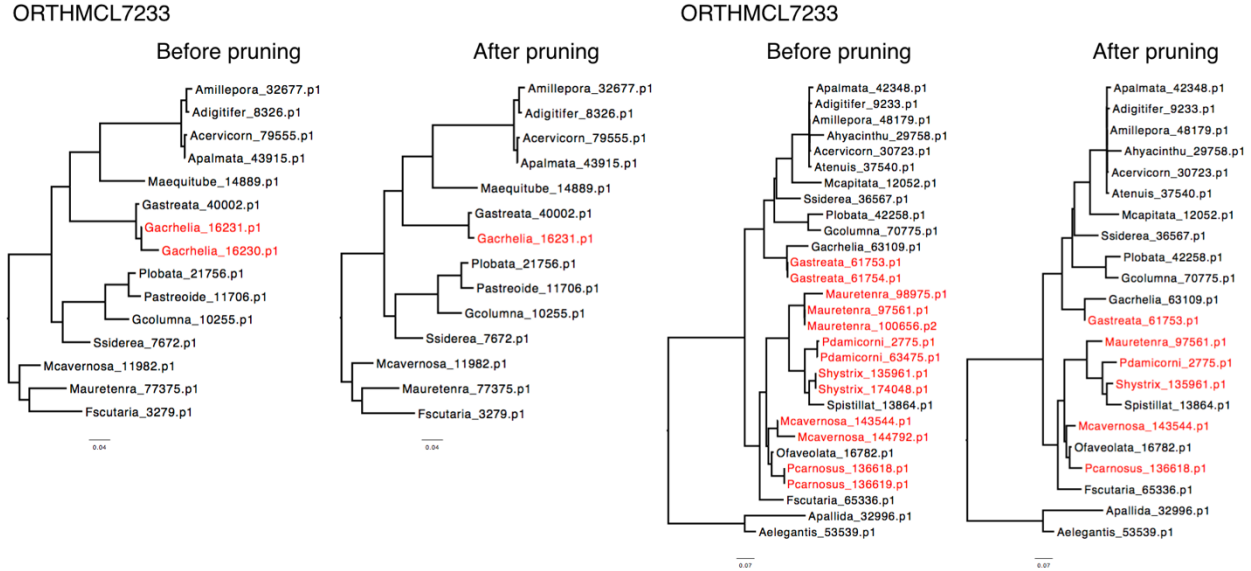 ORTHMCL7233
Before pruning
Amillepora_32677.p1
Adigitifer_8326.p1
Acervicorn_79555.p1
Apalmata_43915.p1
Maequitube_14889.p1
Gastreata_40002.p1
Gacrhelia_16231.p1
Gacrhelia_16230.p1
Plobata_21756.p1
Pastreoide_11706.p1
Gcolumna_10255.p1
Ssiderea_7672.p1
Mcavernosa_11982.p1
Mauretenra_77375.p1
Fscutaria_3279.p1
0.04
After pruning
Amillepora_32677.p1
Adigitifer_8326.p1
Acervicorn_79555.p1
Apalmata_43915.p1
Maequitube_14889.p1
Gastreata_40002.p1
Gacrhelia_16231.p1
Plobata_21756.p1
Pastreoide_11706.p1
Gcolumna_10255.p1
Ssiderea_7672.p1
Mcavernosa_11982.p1
Mauretenra_77375.p1
Fscutaria_3279.p1
0.04
ORTHMCL7233
Before pruning
Apalmata_42348.p1
Adigitifer_9233.p1
Amillepora_48179.p1
Ahyacinthu_29758.p1
Acervicorn_30723.p1
Atenuis_37540.p1
Mcapitata_12052.p1
Ssiderea_36567.p1
Plobata_42258.p1
Gcolumna_70775.p1
Gacrhelia_63109.p1
Gastreata_61753.p1
Gastreata_61754.p1
Mauretenra_98975.p1
Mauretenra_97561.p1
Mauretenra_100656.p2
Pdamicorni_2775.p1
Pdamicorni_63475.p1
Shystrix_135961.p1
Shystrix_174048.p1
Spistillat_13864.p1
Mcavernosa_143544.p1
Mcavernosa_144792.p1
Ofaveolata_16782.p1
Pcarnosus_136618.p1
Pcarnosus_136619.p1
Fscutaria_65336.p1
Apallida_32996.p1
Aelegantis_53539.p1
0.07
After pruning
Apalmata_42348.p1
Adigitifer_9233.p1
Amillepora_48179.p1
Ahyacinthu_29758.p1
Acervicorn_30723.p1
Atenuis_37540.p1
Mcapitata_12052.p1
Ssiderea_36567.p1
Plobata_42258.p1
Gcolumna_70775.p1
Gacrhelia_63109.p1
Gastreata_61753.p1
Mauretenra_97561.p1
Pdamicorni_2775.p1
Shystrix_135961.p1
Spistillat_13864.p1
Mcavernosa_143544.p1
Ofaveolata_16782.p1
Pcarnosus_136618.p1
Fscutaria_65336.p1
Apallida_32996.p1
Aelegantis_53539.p1
0.07